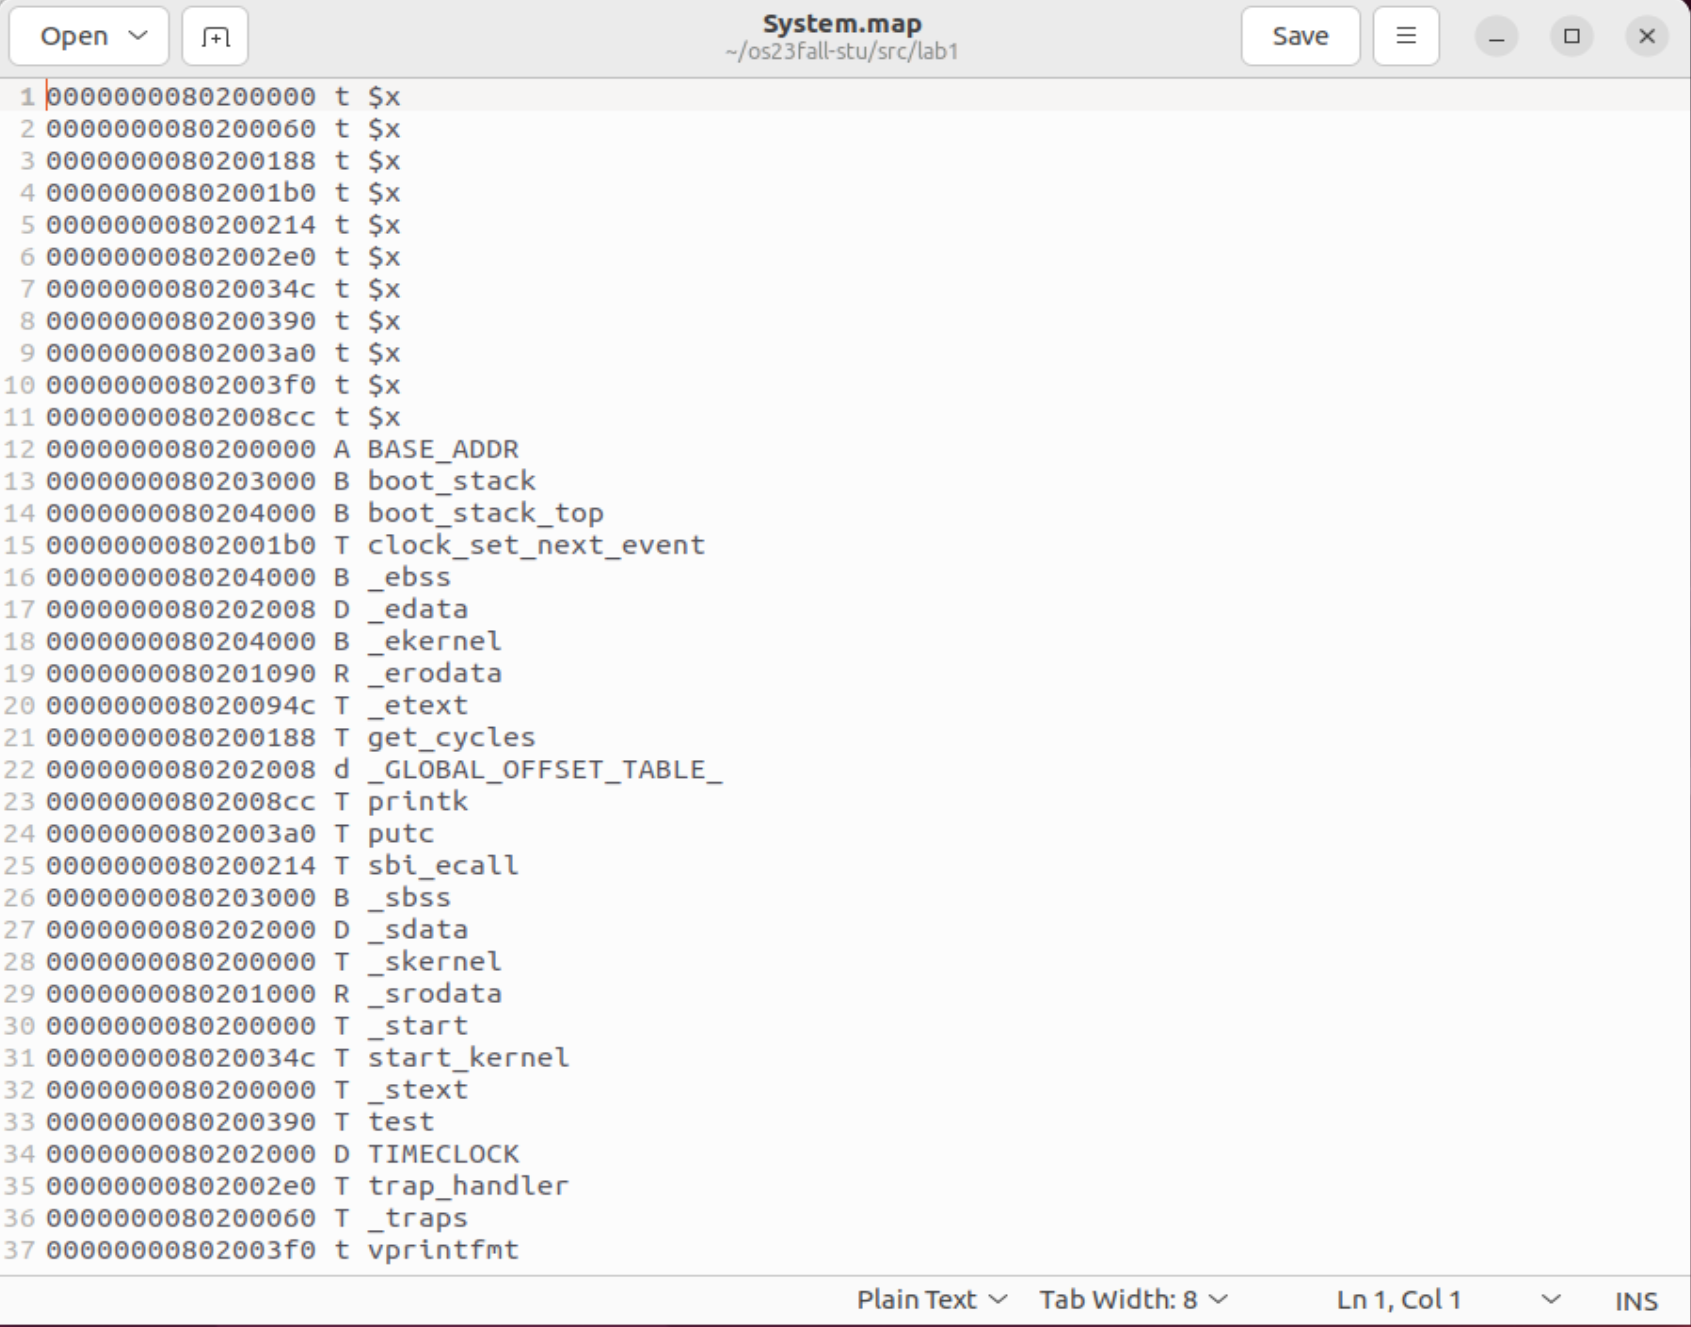 Open
System.map
~/os23fall-stu/src/lab1
Save
1 0000000080200000 t $x
2 0000000080200060 t $x
3 0000000080200188 t $x
4 00000000802001b0 t $x
5 0000000080200214 t $x
6 00000000802002e0 t $x
7 000000008020034c t $x
8 0000000080200390 t $x
9 00000000802003a0 t $x
10 00000000802003f0 t $x
11 00000000802008cc t $x
12 0000000080200000 A BASE_ADDR
13 0000000080203000 B boot_stack
14 0000000080204000 B boot_stack_top
15 00000000802001b0 T clock_set_next_event
16 0000000080204000 B _ebss
17 0000000080202008 D _edata
18 0000000080204000 B _ekernel
19 0000000080201090 R _erodata
20 000000008020094c T _etext
21 0000000080200188 T get_cycles
22 0000000080202008 d _GLOBAL_OFFSET_TABLE_
23 00000000802008cc T printk
24 00000000802003a0 T putc
25 0000000080200214 T sbi_ecall
26 0000000080203000 B _sbss
27 0000000080202000 D _sdata
28 0000000080200000 T _skernel
29 0000000080201000 R _srodata
30 0000000080200000 T _start
31 000000008020034c T start_kernel
32 0000000080200000 T _stext
33 0000000080200390 T test
34 0000000080202000 D TIMECLOCK
35 00000000802002e0 T trap_handler
36 0000000080200060 T _traps
37 00000000802003f0 t vprintfmt
Plain Text Tab Width: 8 Ln 1, Col 1 INS